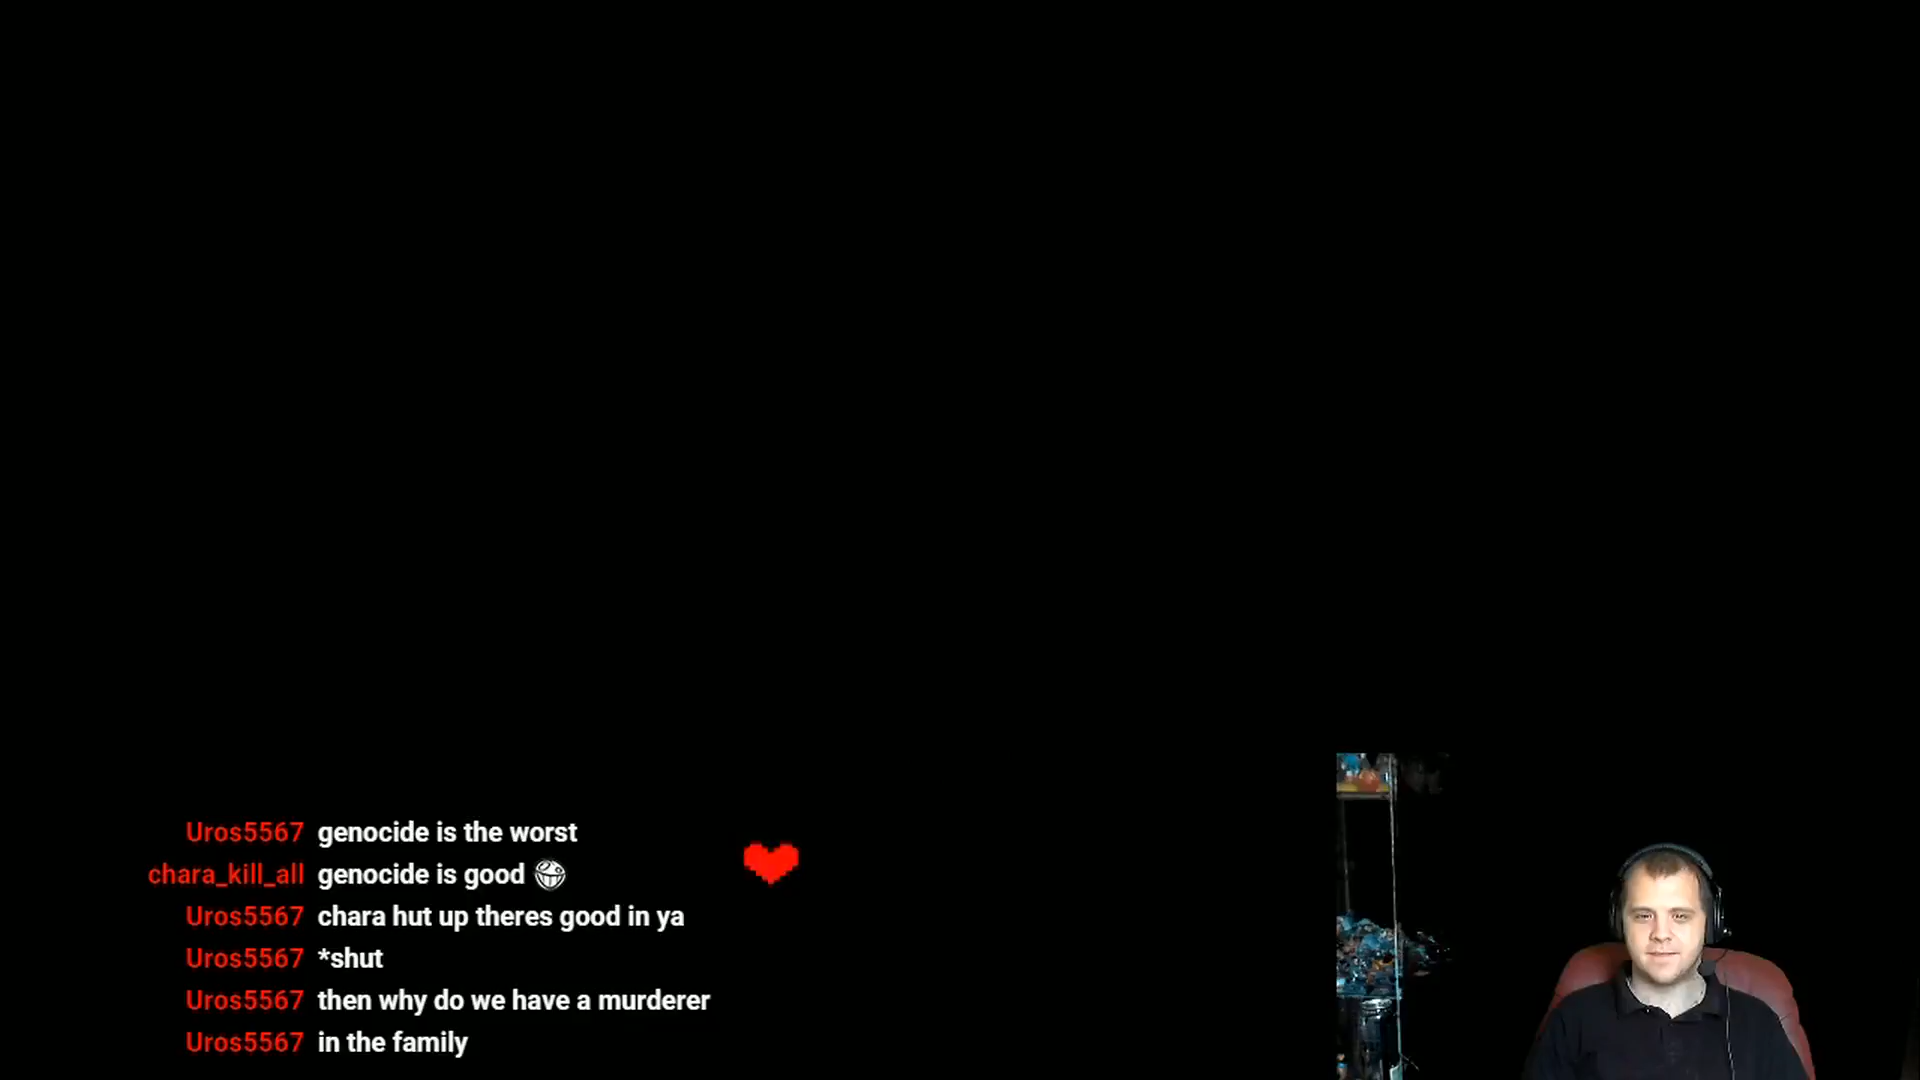 Uros5567 genocide is the worst
chara_kill_all genocide is good
Uros5567 chara hut up theres good in ya
Uros5567 *shut
Uros5567 then why do we have a murderer
Uros5567 in the family